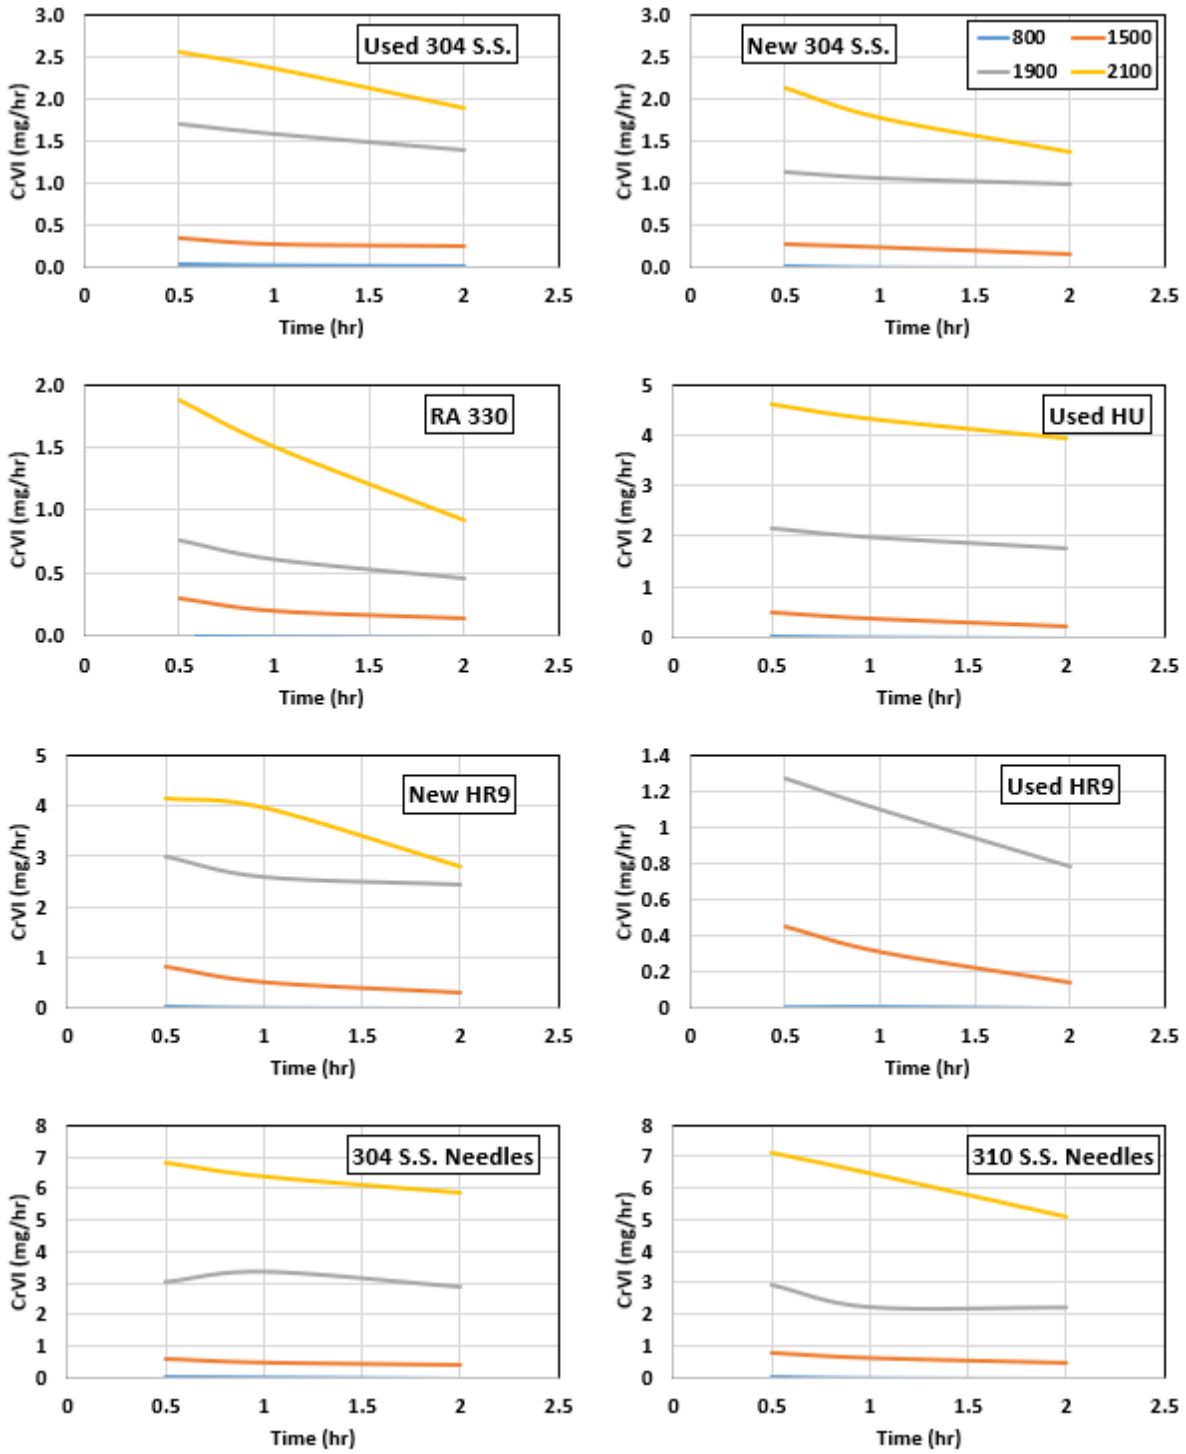 Used 304 S.S.
CrVI (mg/hr)
3.0
2.5
2.0
1.5
1.0
0.5
0.0
0 0.5 1 1.5 2 2.5
Time (hr)
New 304 S.S.
800 1500
1900 2100
CrVI (mg/hr)
3.0
2.5
2.0
1.5
1.0
0.5
0.0
0 0.5 1 1.5 2 2.5
Time (hr)
RA 330
CrVI (mg/hr)
2.0
1.5
1.0
0.5
0.0
0 0.5 1 1.5 2 2.5
Time (hr)
Used HU
CrVI (mg/hr)
5
4
3
2
1
0
0 0.5 1 1.5 2 2.5
Time (hr)
New HR9
CrVI (mg/hr)
5
4
3
2
1
0
0 0.5 1 1.5 2 2.5
Time (hr)
Used HR9
CrVI (mg/hr)
1.4
1.2
1
0.8
0.6
0.4
0.2
0
0 0.5 1 1.5 2 2.5
Time (hr)
304 S.S. Needles
CrVI (mg/hr)
8
7
6
5
4
3
2
1
0
0 0.5 1 1.5 2 2.5
Time (hr)
310 S.S. Needles
CrVI (mg/hr)
8
7
6
5
4
3
2
1
0
0 0.5 1 1.5 2 2.5
Time (hr)